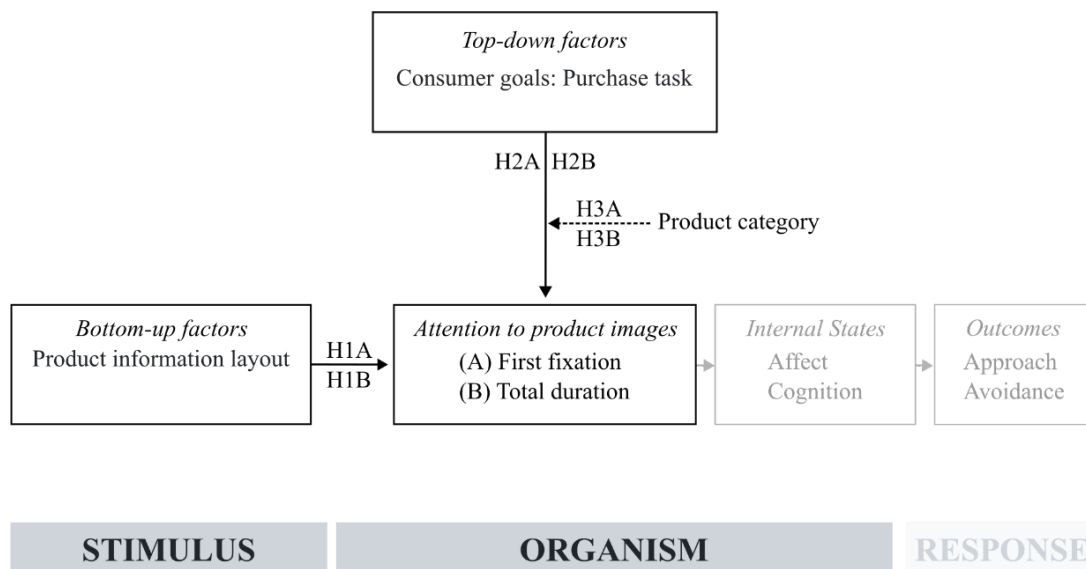 Top-down factors
Consumer goals: Purchase task
H2A H2B
H3A
Product category
H3B
Bottom-up factors
Product information layout
H1A
H1B
Attention to product images
(A) First fixation
(B) Total duration
Internal States
Affect
Cognition
Outcomes
Approach
Avoidance
STIMULUS
ORGANISM
RESPONSE